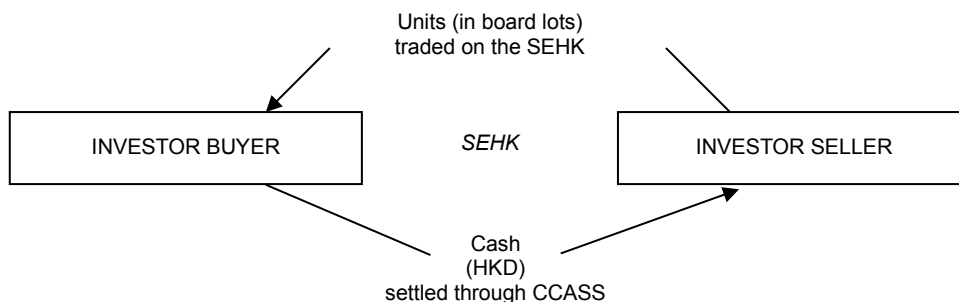 Units (in board lots)
traded on the SEHK
INVESTOR BUYER
SEHK
INVESTOR SELLER
Cash
(HKD)
settled through CCASS